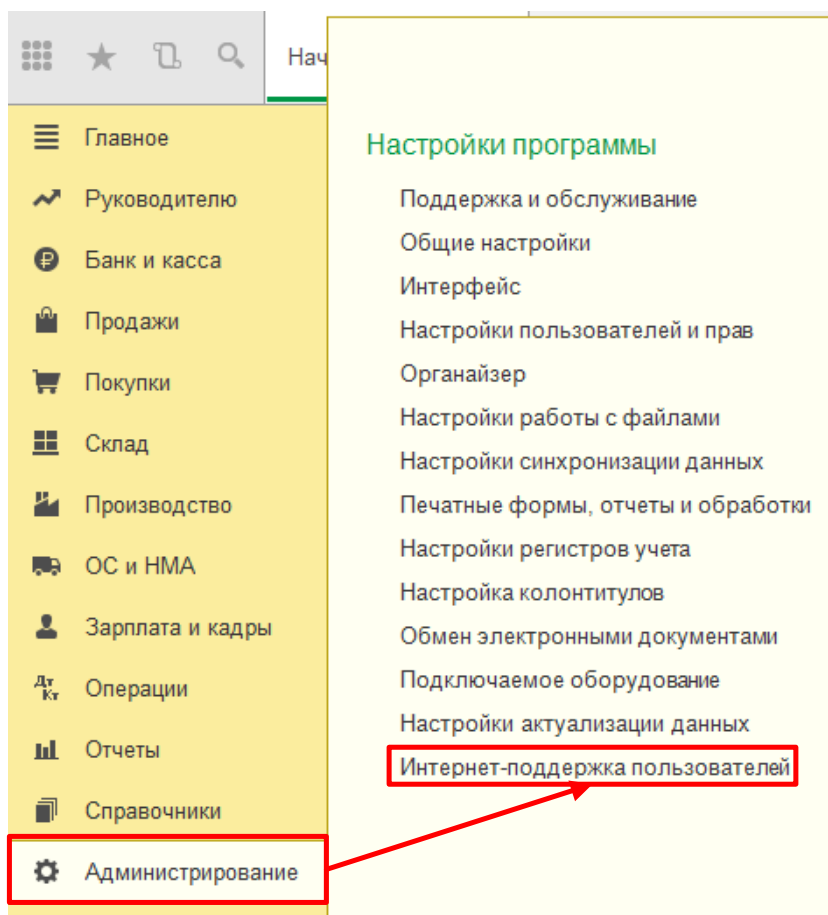 Нач
Главное
Руководителю
Банк и касса
Продажи
Покупки
Склад
Производство
ОС и НМА
Зарплата и кадры
Дт Кт
Операции
Отчеты
Справочники
Администрирование
Настройки программы
Поддержка и обслуживание
Общие настройки
Интерфейс
Настройки пользователей и прав
Органайзер
Настройки работы с файлами
Настройки синхронизации данных
Печатные формы, отчеты и обработки
Настройки регистров учета
Настройка колонтитулов
Обмен электронными документами
Подключаемое оборудование
Настройки актуализации данных
Интернет-поддержка пользователей